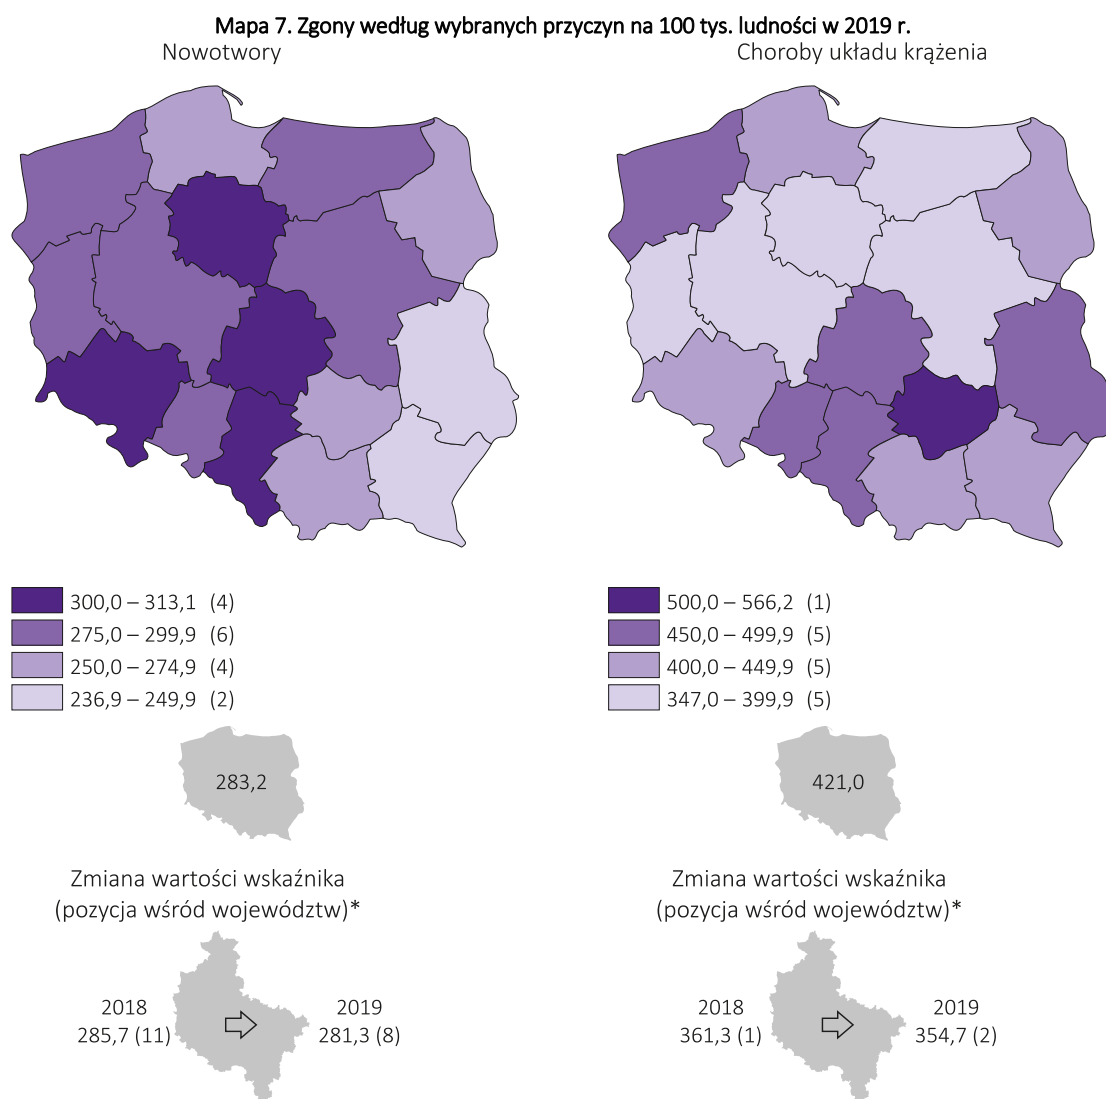 Mapa 7. Zgony według wybranych przyczyn na 100 tys. ludności w 2019 r.
Nowotwory
Choroby układu krążenia
300,0 – 313,1 (4)
275,0 – 299,9 (6)
250,0 – 274,9 (4)
236,9 – 249,9 (2)
500,0 – 566,2 (1)
450,0 – 499,9 (5)
400,0 – 449,9 (5)
347,0 – 399,9 (5)
283,2
421,0
Zmiana wartości wskaźnika
(pozycja wśród województw)*
2018
285,7 (11)
2019
281,3 (8)
Zmiana wartości wskaźnika
(pozycja wśród województw)*
2018
361,3 (1)
2019
354,7 (2)